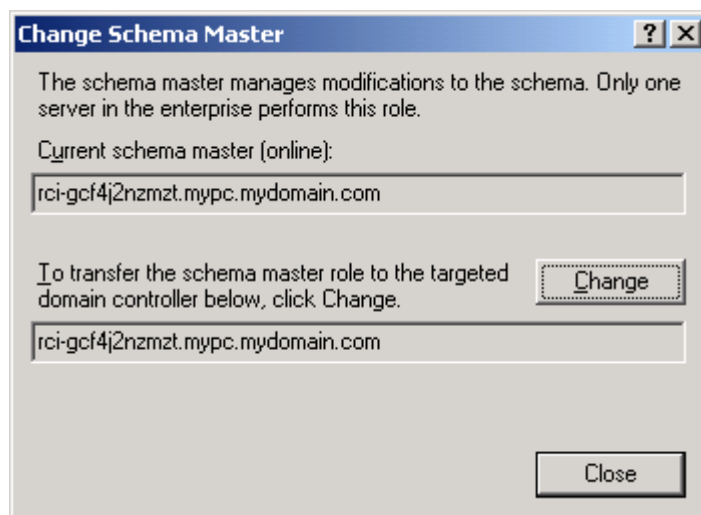 Change Schema Master
The schema master manages modifications to the schema. Only one
server in the enterprise performs this role.
Current schema master (online):
rci-gcf4j2nzmzt.mypc.mydomain.com
To transfer the schema master role to the targeted
domain controller below, click Change.
Change
rci-gcf4j2nzmzt.mypc.mydomain.com
Close